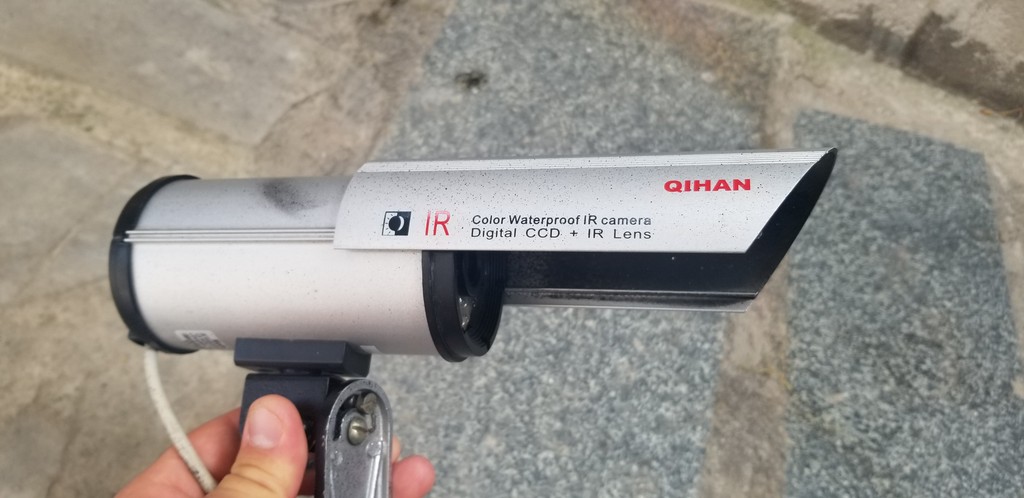 QIHAN
IR
Color Waterproof IR camera
Digital CCD + IR Lens